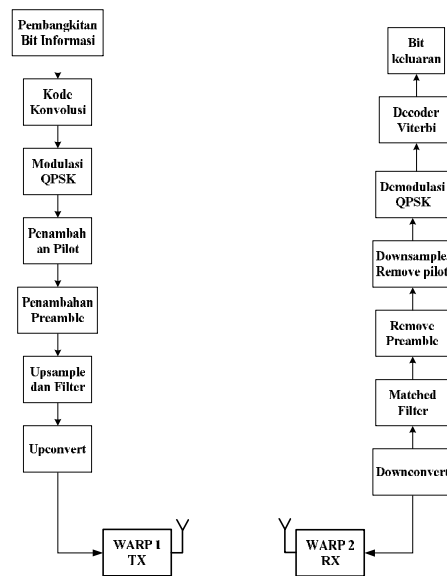 Pembangkitan
Bit Informasi
Kode
Konvolusi
Modulasi
QPSK
Penambah
an Pilot
Penambahan
Preamble
Upsample
dan Filter
Upconvert
WARP 1
TX
Bit
keluaran
Decoder
Viterbi
Demodulasi
QPSK
Downsample
Remove pilot
Remove
Preamble
Matched
Filter
Downconvert
WARP 2
RX